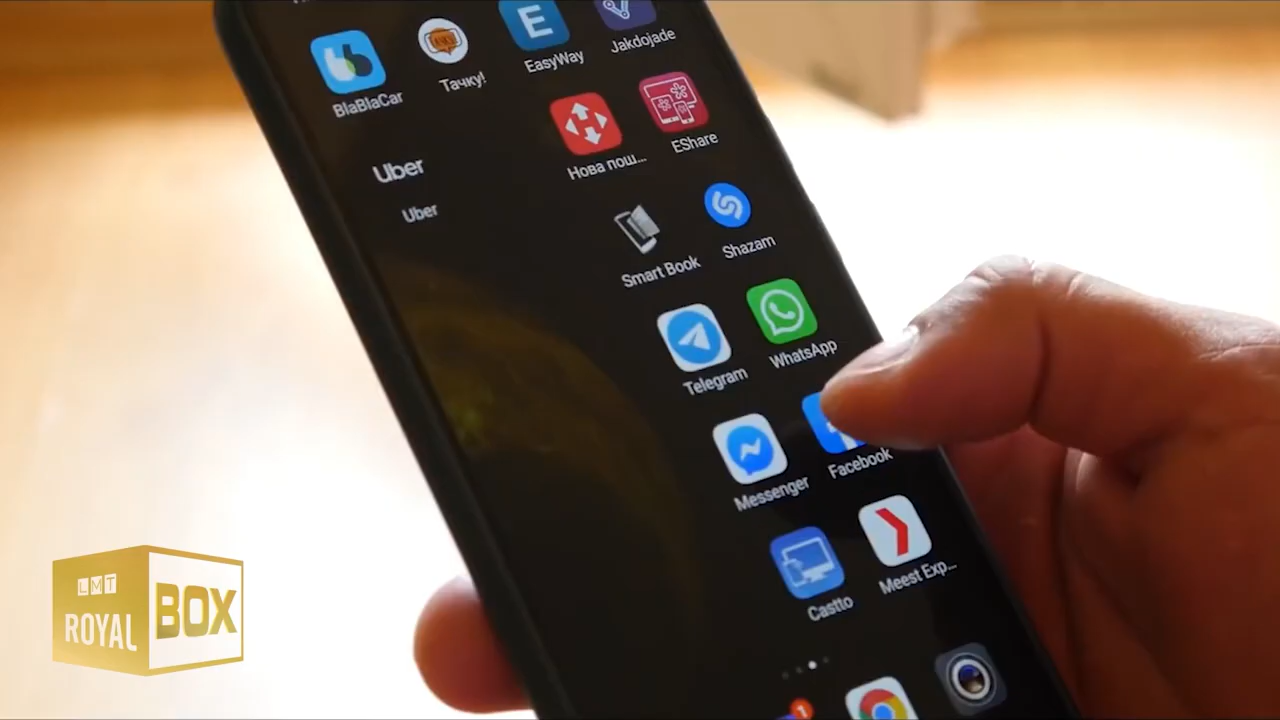 BlaBlaCar
Тачку!
E
EasyWay
Jakdojade
Нова пош...
EShare
Uber
Uber
Smart Book
Shazam
Telegram
WhatsApp
Messenger
Facebook
Castto
Meest Exp...
1
LMT
ROYAL
BOX